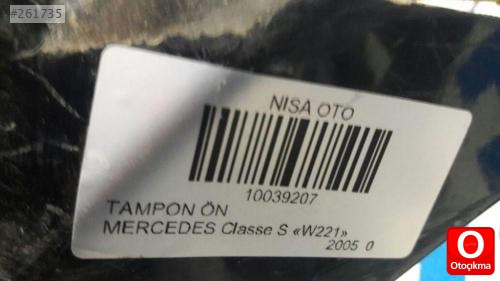 #261735
NISA OTO
10039207
TAMPON ÖN
MERCEDES Classe S «W221»
2005 0
O
Otoçıkma